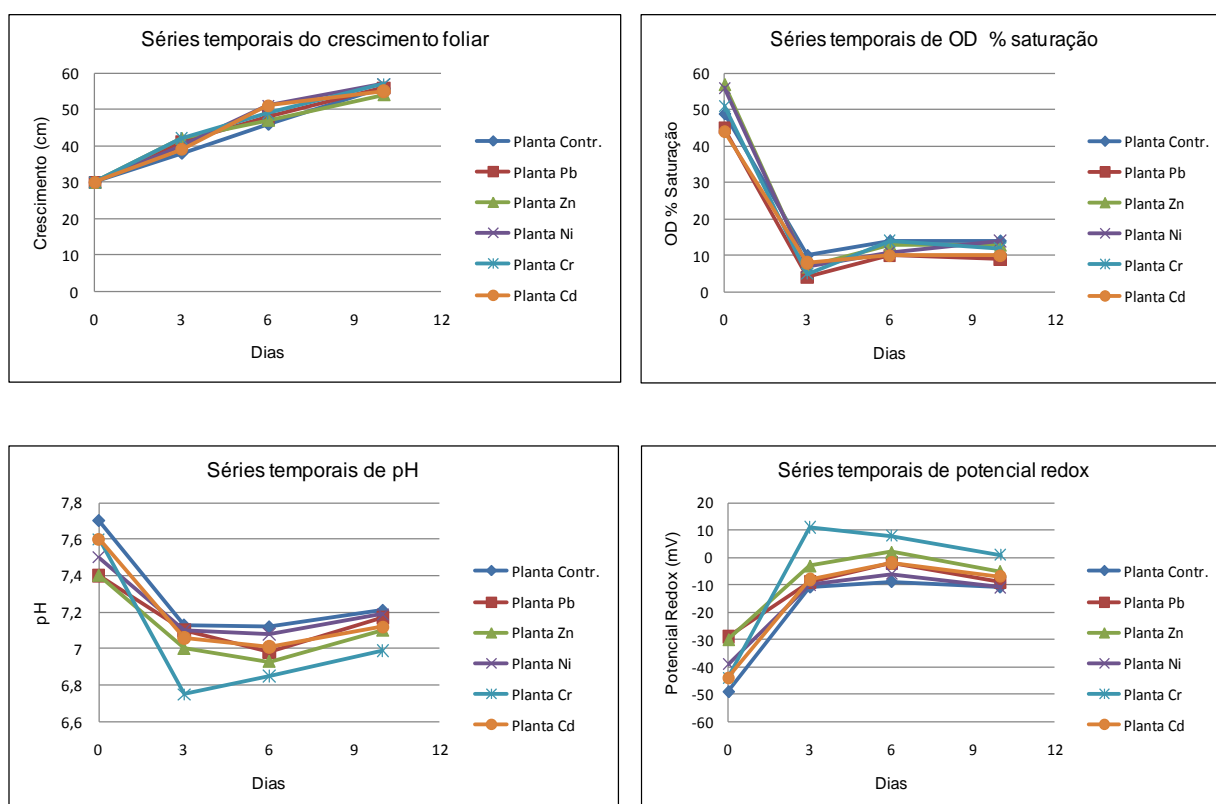 Séries temporais do crescimento foliar
Crescimento (cm)
60
50
40
30
20
10
0
0 3 6 9 12
Dias
Planta Contr.
Planta Pb
Planta Zn
Planta Ni
Planta Cr
Planta Cd
Séries temporais de OD % saturação
OD % Saturação
60
50
40
30
20
10
0
0 3 6 9 12
Dias
Planta Contr.
Planta Pb
Planta Zn
Planta Ni
Planta Cr
Planta Cd
Séries temporais de pH
pH
7,8
7,6
7,4
7,2
7
6,8
6,6
0 3 6 9 12
Dias
Planta Contr.
Planta Pb
Planta Zn
Planta Ni
Planta Cr
Planta Cd
Séries temporais de potencial redox
Potencial Redox (mV)
20
10
0
-10
-20
-30
-40
-50
-60
0 3 6 9 12
Dias
Planta Contr.
Planta Pb
Planta Zn
Planta Ni
Planta Cr
Planta Cd